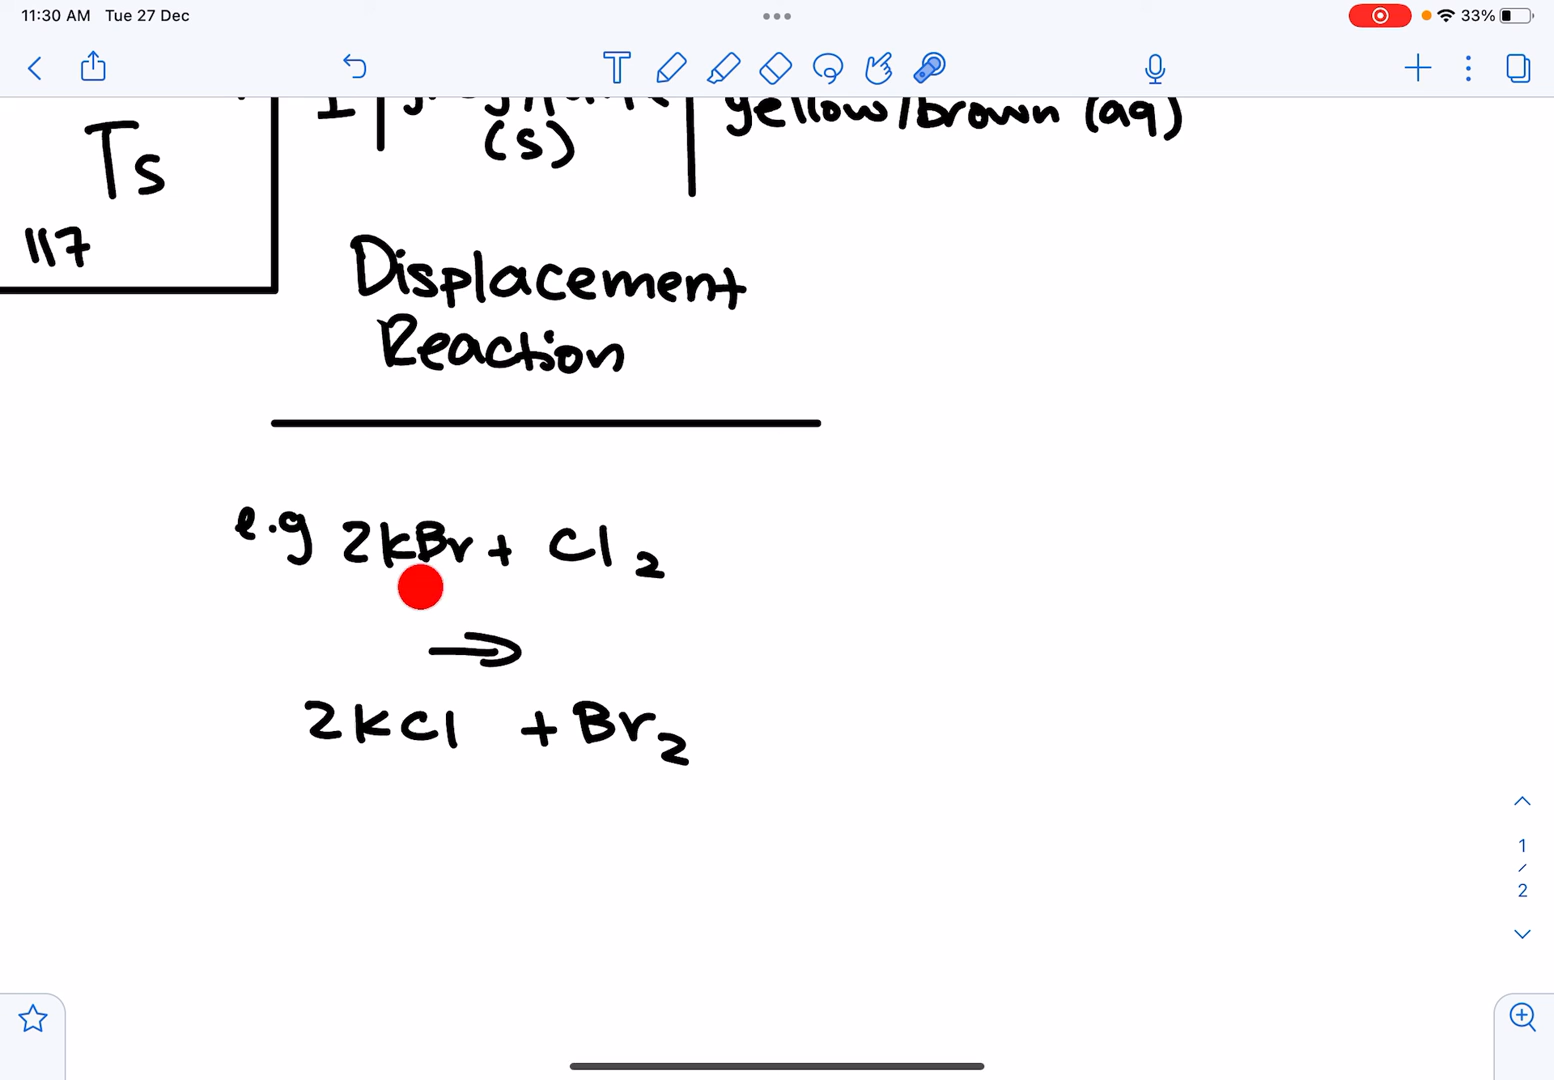 11:30 AM Tue 27 Dec
33%
T
I
yellow/brown (aq)
(s)
Ts
117
Displacement
Reaction
e.g 2kBr + Cl2
→
2kCl + Br2
1
/
2